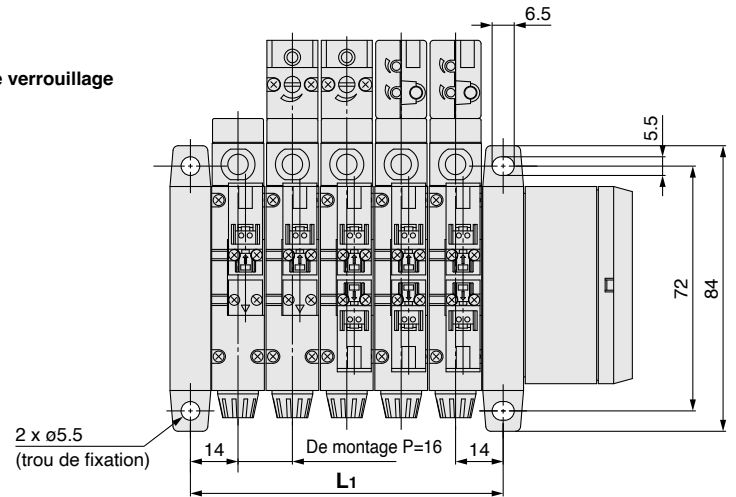 6.5
e verrouillage
5.5
72
84
2 x ø5.5
(trou de fixation)
14
De montage P=16
14
L1